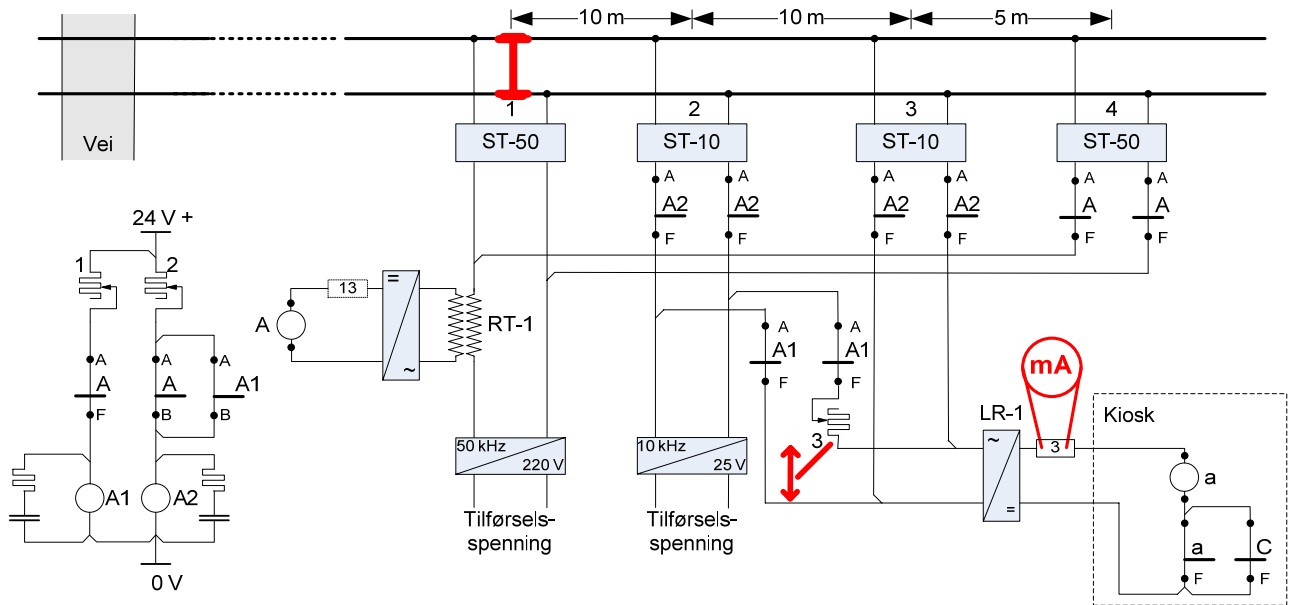 10 m 10 m 5 m
1 2 3 4
Vei ST-50 ST-10 ST-10 ST-50
A A A A A A
A2 A2 A2 A2 A A
F F F F F F
24 V +
1 2
A 13 = ~ RT-1
A A A
A A A1
F B B
A A
A1 A1
F F
3
LR-1
mA
Kiosk
~ = 3
a
A1 A2
50 kHz 220 V 10 kHz 25 V
Tilførsels- Tilførsels-
spenning spenning
a C
F F
0 V